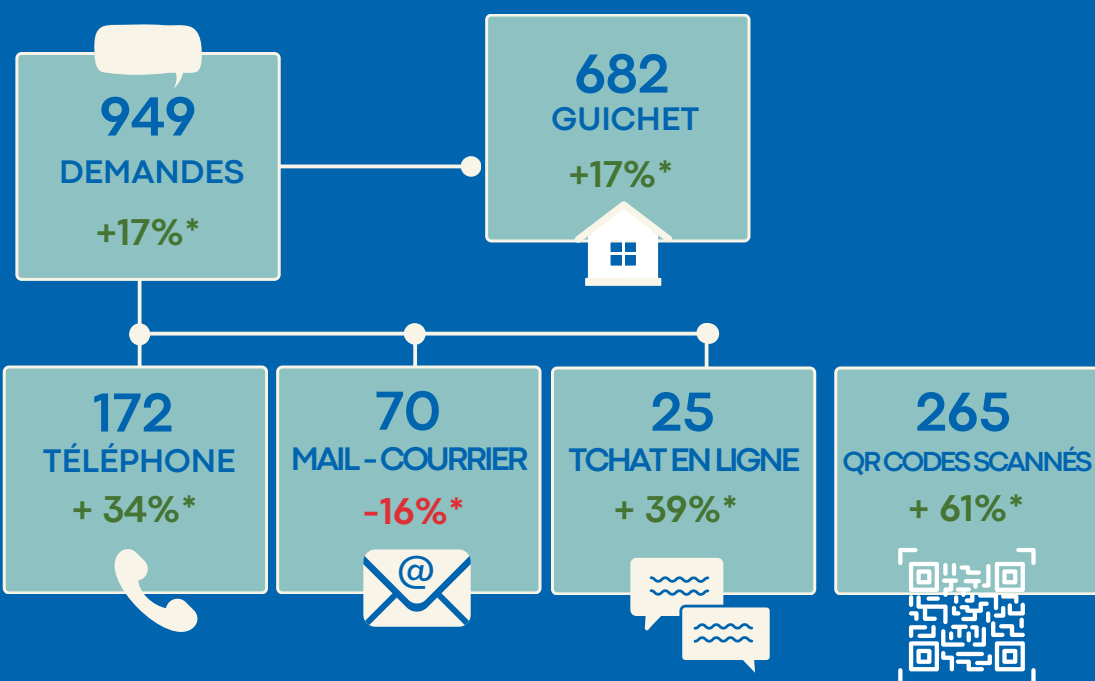 949
DEMANDES
+17%*
682
GUICHET
+17%*
172
TÉLÉPHONE
+ 34%*
70
MAIL - COURRIER
-16%*
@
25
TCHAT EN LIGNE
+ 39%*
265
QR CODES SCANNÉS
+ 61%*